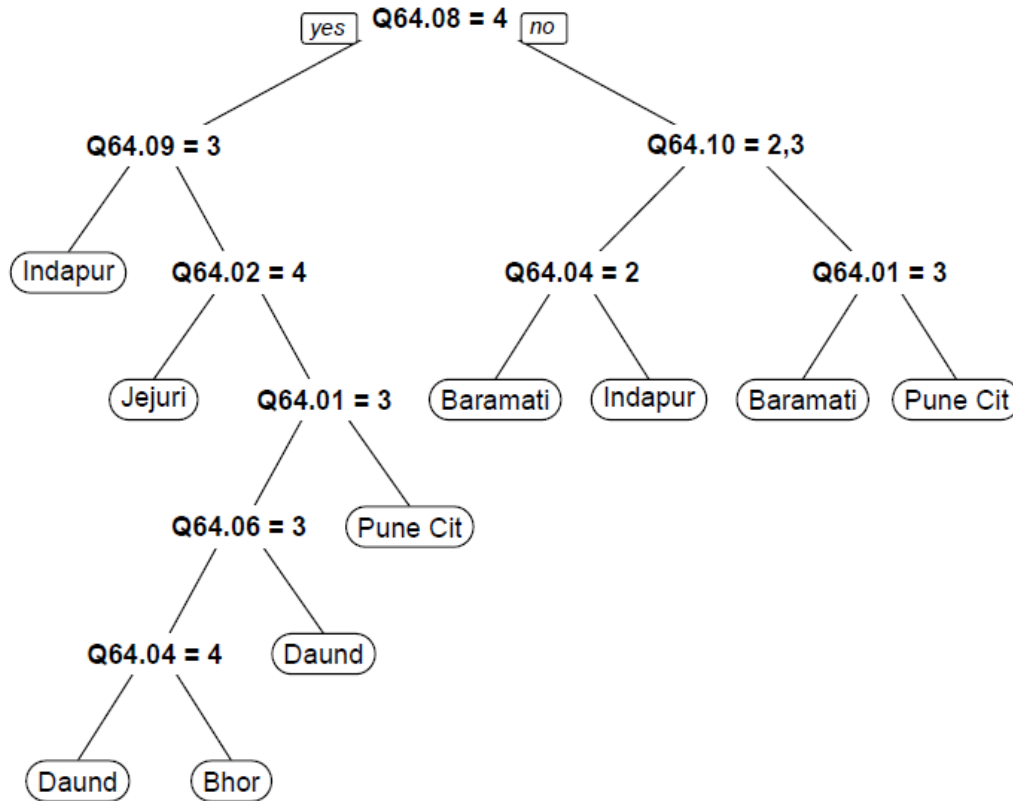 yes Q64.08 = 4 no
Q64.09 = 3 Q64.10 = 2,3
Indapur Q64.02 = 4 Q64.04 = 2 Q64.01 = 3
Jejuri Q64.01 = 3 Baramati Indapur Baramati Pune Cit
Q64.06 = 3 Pune Cit
Q64.04 = 4 Daund
Daund Bhor